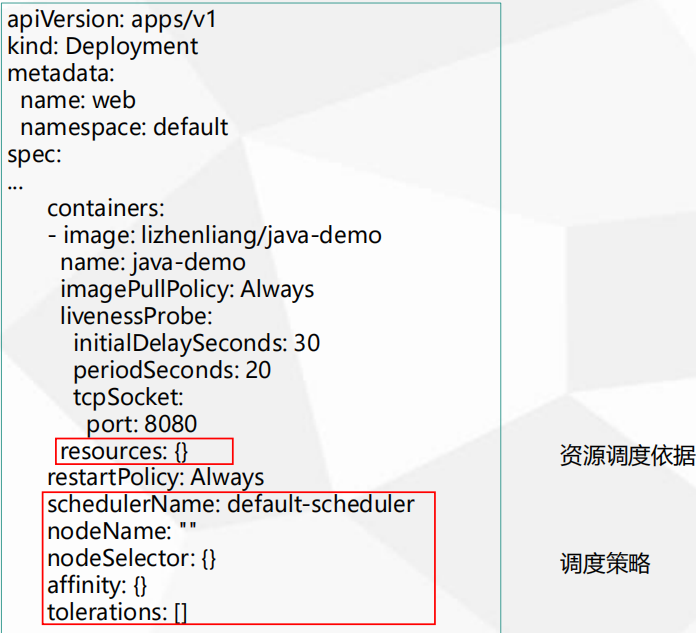 apiVersion: apps/v1
kind: Deployment
metadata:
  name: web
  namespace: default
spec:
...
      containers:
      - image: lizhenliang/java-demo
        name: java-demo
        imagePullPolicy: Always
        livenessProbe:
          initialDelaySeconds: 30
          periodSeconds: 20
          tcpSocket:
            port: 8080
        resources: {}
资源调度依据
      restartPolicy: Always
      schedulerName: default-scheduler
      nodeName: ""
      nodeSelector: {}
调度策略
      affinity: {}
      tolerations: []